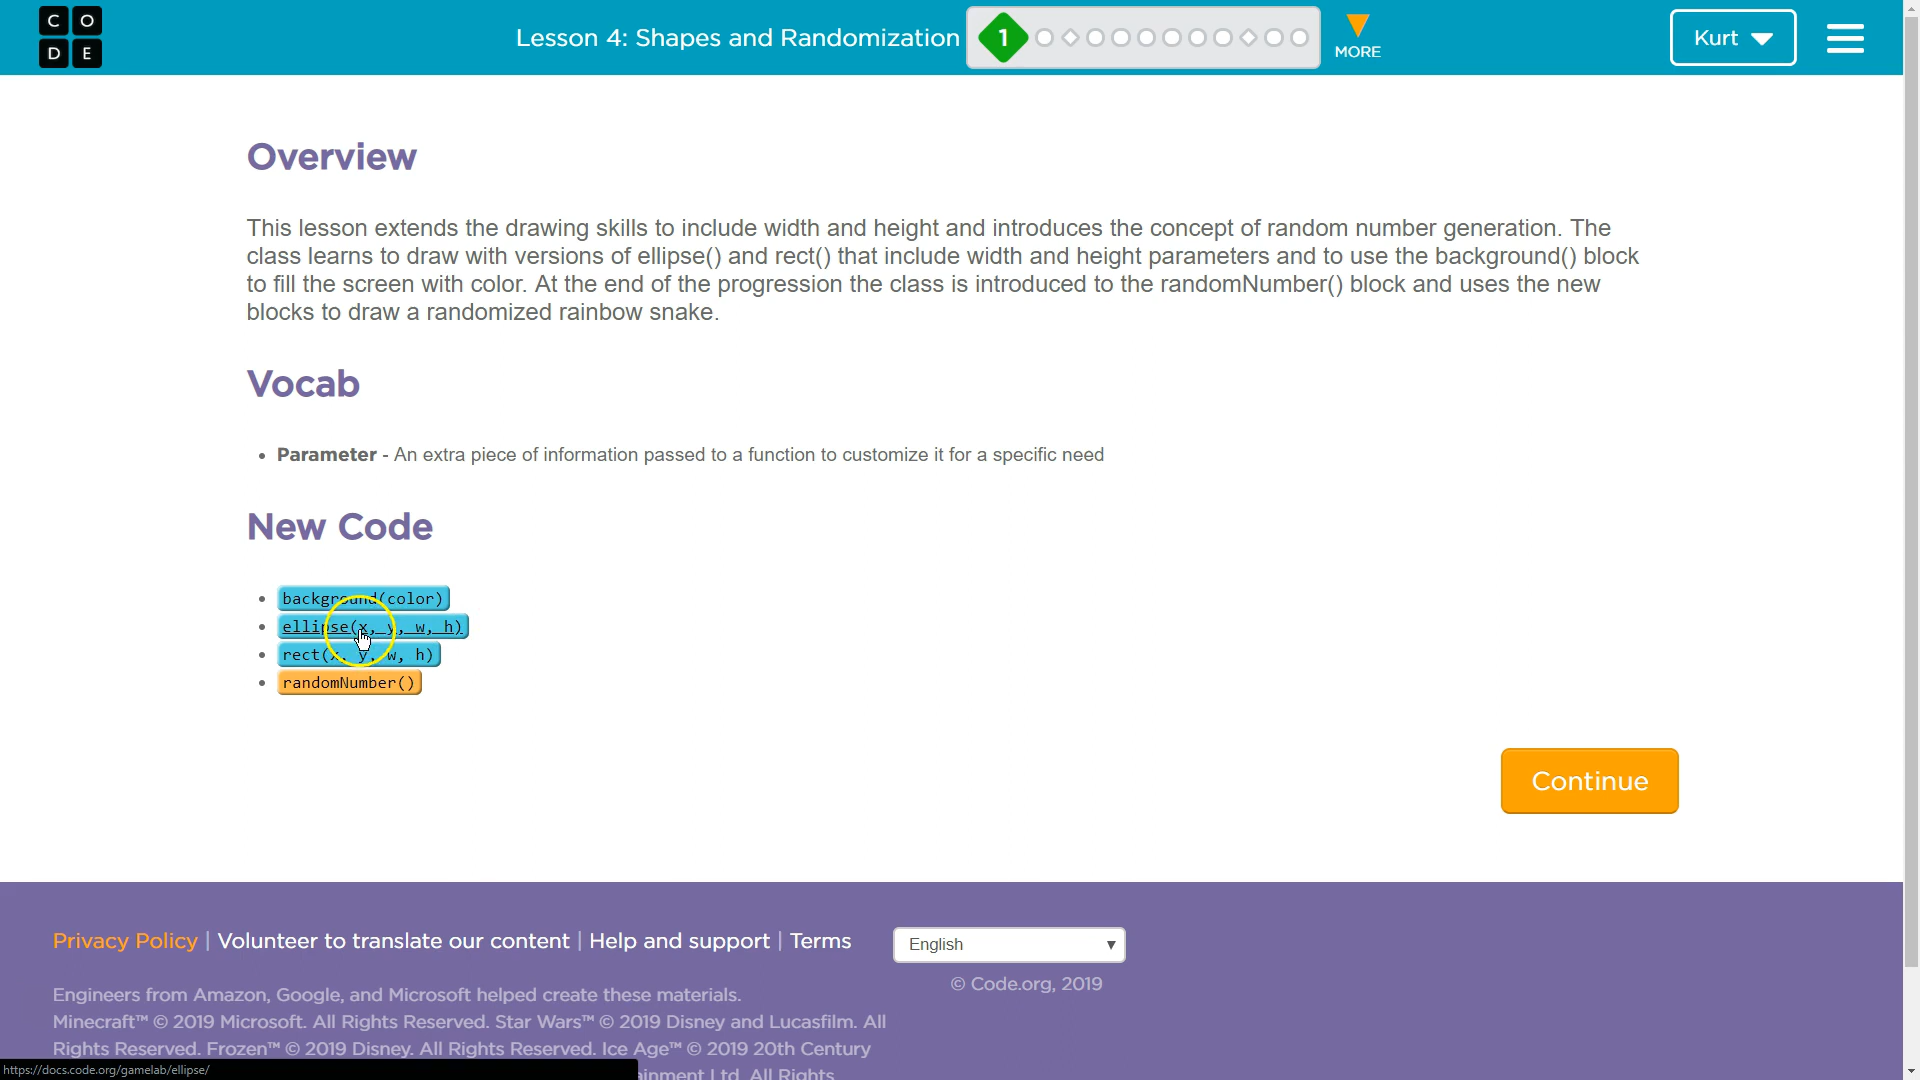 C O
D E
Lesson 4: Shapes and Randomization
1
MORE
Kurt
Overview
This lesson extends the drawing skills to include width and height and introduces the concept of random number generation. The
class learns to draw with versions of ellipse() and rect() that include width and height parameters and to use the background() block
to fill the screen with color. At the end of the progression the class is introduced to the randomNumber() block and uses the new
blocks to draw a randomized rainbow snake.
Vocab
• Parameter - An extra piece of information passed to a function to customize it for a specific need
New Code
• background(color)
• ellipse(x, y, w, h)
• rect(x, y, w, h)
• randomNumber()
Continue
Privacy Policy | Volunteer to translate our content | Help and support | Terms
English
© Code.org, 2019
Engineers from Amazon, Google, and Microsoft helped create these materials.
Minecraft™ © 2019 Microsoft. All Rights Reserved. Star Wars™ © 2019 Disney and Lucasfilm. All
Rights Reserved. Frozen™ © 2019 Disney. All Rights Reserved. Ice Age™ © 2019 20th Century
Ltd. All Rights
https://docs.code.org/gamelab/ellipse/